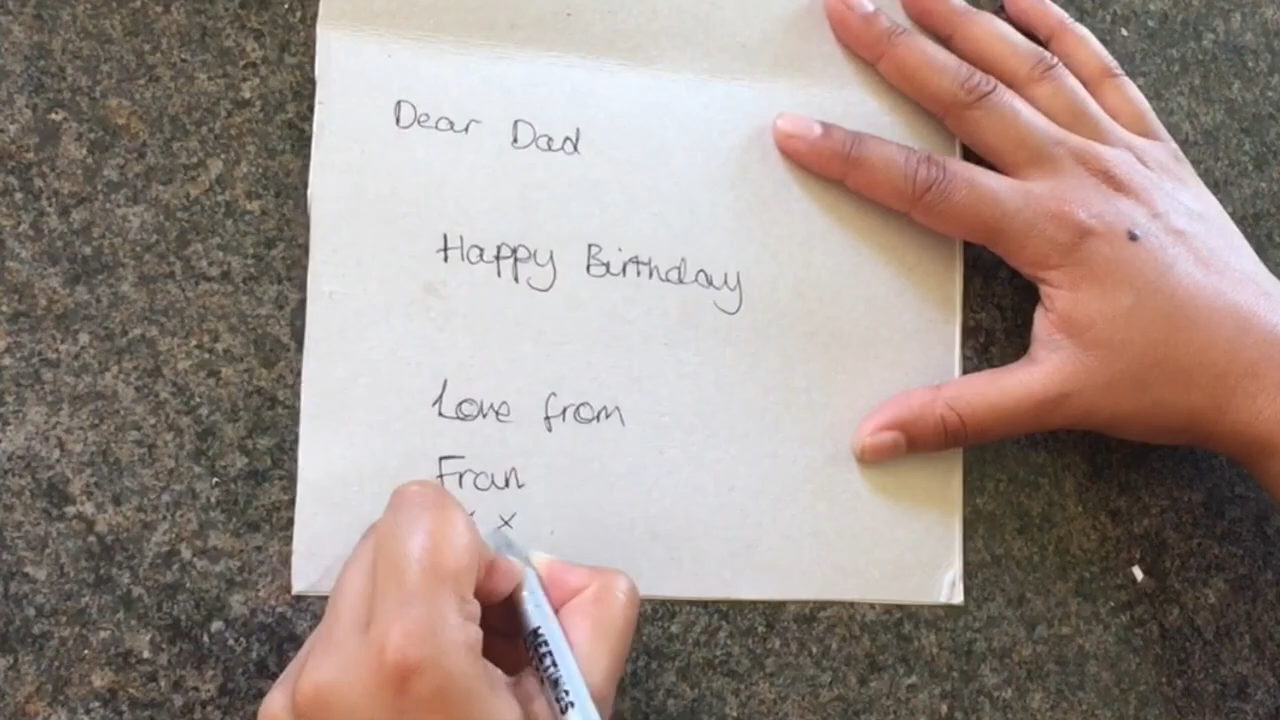 Dear Dad
Happy Birthday
Love from
Fran
x x
MEETINGS